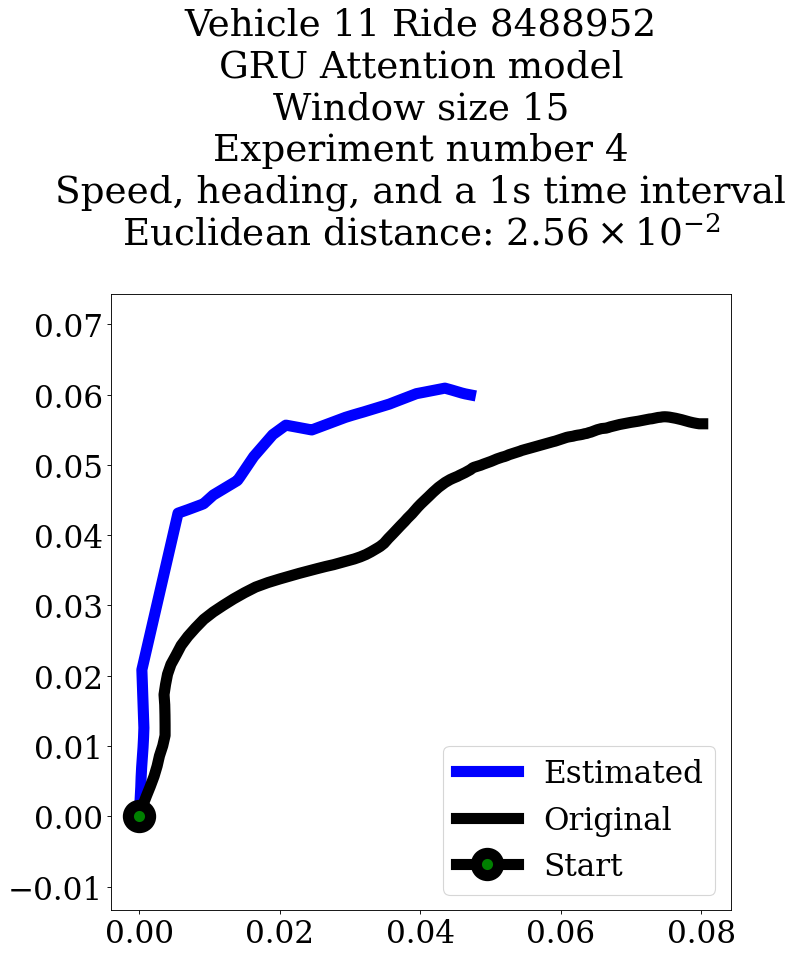 Vehicle 11 Ride 8488952
GRU Attention model
Window size 15
Experiment number 4
Speed, heading, and a 1s time interval
Euclidean distance: 2.56 × 10⁻²
0.07
0.06
0.05
0.04
0.03
0.02
0.01
0.00
−0.01
Estimated
Original
Start
0.00 0.02 0.04 0.06 0.08